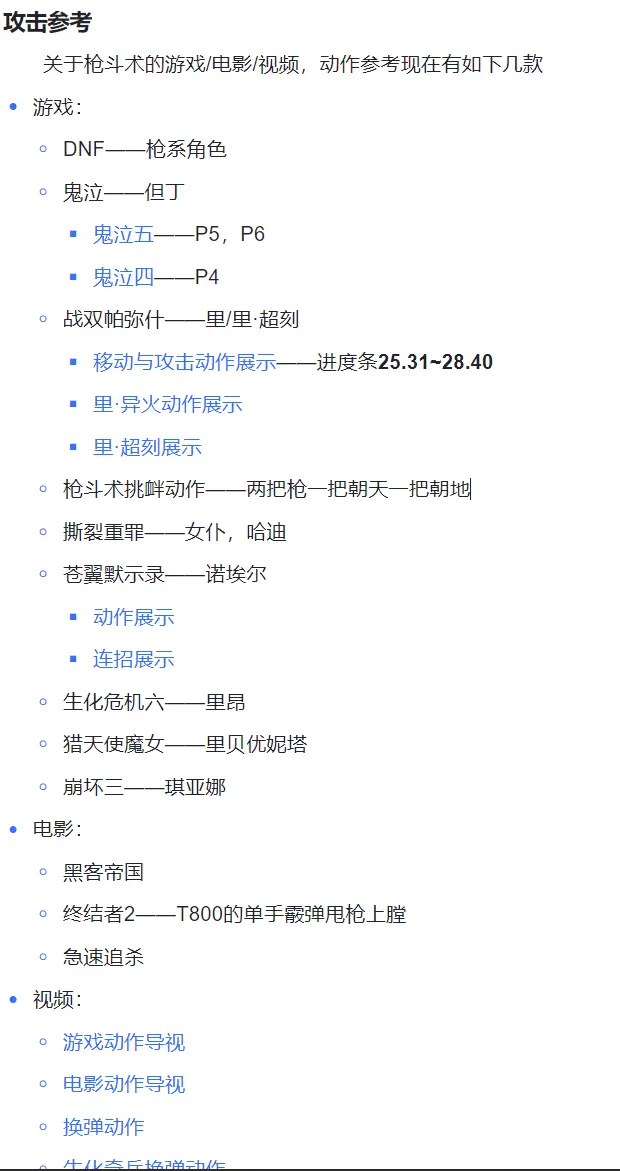 攻击参考
关于枪斗术的游戏/电影/视频，动作参考现在有如下几款
游戏：
DNF——枪系角色
鬼泣——但丁
鬼泣五——P5，P6
鬼泣四——P4
战双帕弥什——里/里·超刻
移动与攻击动作展示——进度条25.31~28.40
里·异火动作展示
里·超刻展示
枪斗术挑衅动作——两把枪一把朝天一把朝地
撕裂重罪——女仆，哈迪
苍翼默示录——诺埃尔
动作展示
连招展示
生化危机六——里昂
猎天使魔女——里贝优妮塔
崩坏三——琪亚娜
电影：
黑客帝国
终结者2——T800的单手霰弹甩枪上膛
急速追杀
视频：
游戏动作导视
电影动作导视
换弹动作
生化奇兵换弹动作